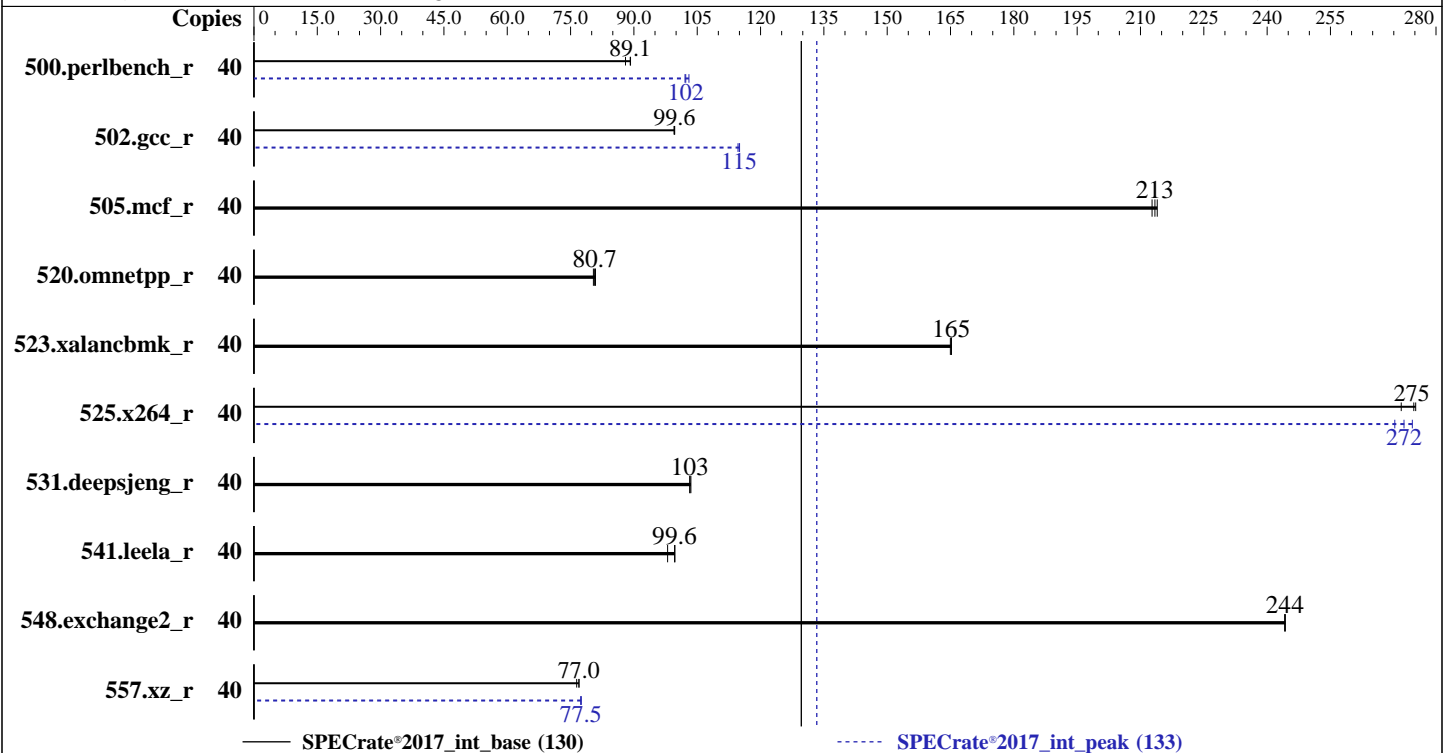 Copies 0 15.0 30.0 45.0 60.0 75.0 90.0 105 120 135 150 165 180 195 210 225 240 255 280
89.1
500.perlbench_r 40
102
99.6
502.gcc_r 40
115
213
505.mcf_r 40
80.7
520.omnetpp_r 40
165
523.xalancbmk_r 40
275
525.x264_r 40
272
103
531.deepsjeng_r 40
99.6
541.leela_r 40
244
548.exchange2_r 40
77.0
557.xz_r 40
77.5
SPECrate®2017_int_base (130) SPECrate®2017_int_peak (133)